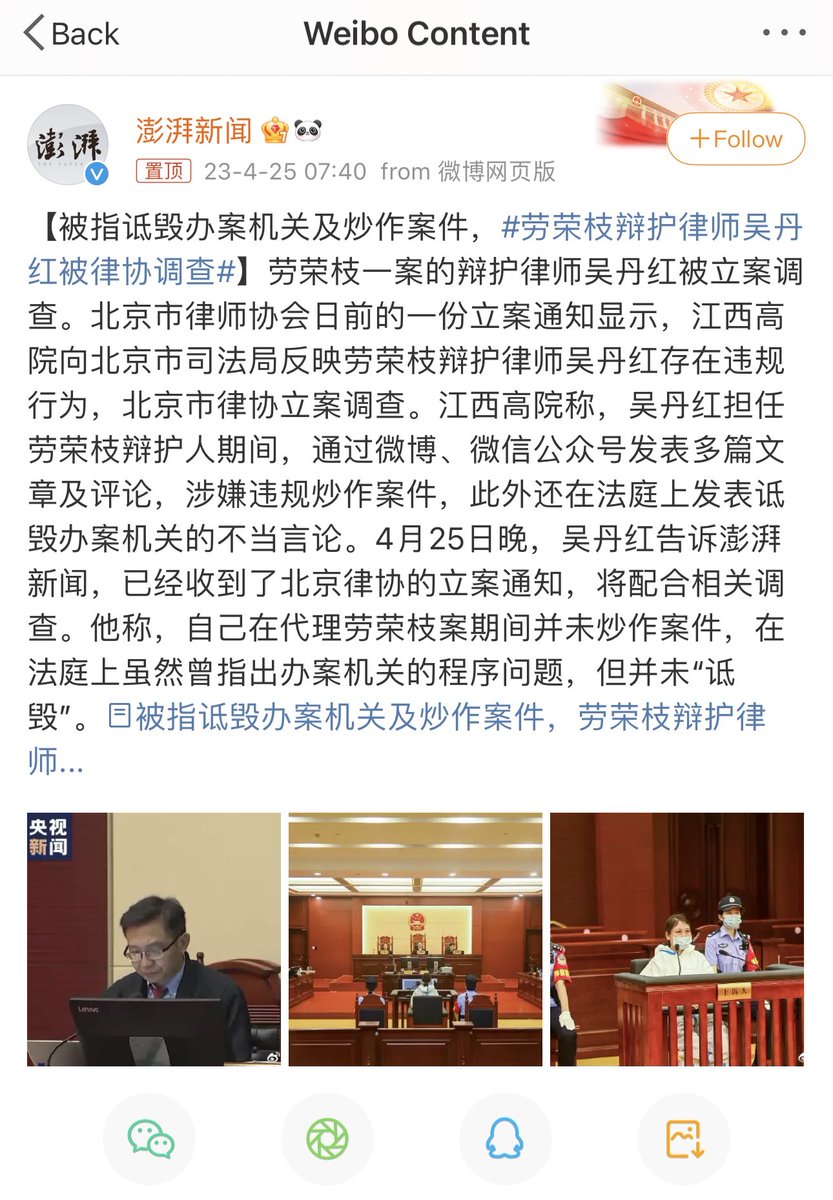 Back
Weibo Content
澎湃
澎湃新闻
置顶 23-4-25 07:40 from 微博网页版
+Follow
【被指诋毁办案机关及炒作案件，#劳荣枝辩护律师吴丹
红被律协调查#】劳荣枝一案的辩护律师吴丹红被立案调
查。北京市律师协会日前的一份立案通知显示，江西高
院向北京市司法局反映劳荣枝辩护律师吴丹红存在违规
行为，北京市律协立案调查。江西高院称，吴丹红担任
劳荣枝辩护人期间，通过微博、微信公众号发表多篇文
章及评论，涉嫌违规炒作案件，此外还在法庭上发表诋
毁办案机关的不当言论。4月25日晚，吴丹红告诉澎湃
新闻，已经收到了北京律协的立案通知，将配合相关调
查。他称，自己在代理劳荣枝案期间并未炒作案件，在
法庭上虽然曾指出办案机关的程序问题，但并未“诋
毁”。被指诋毁办案机关及炒作案件，劳荣枝辩护律
师...
央视
新闻
Lenovo
上诉人